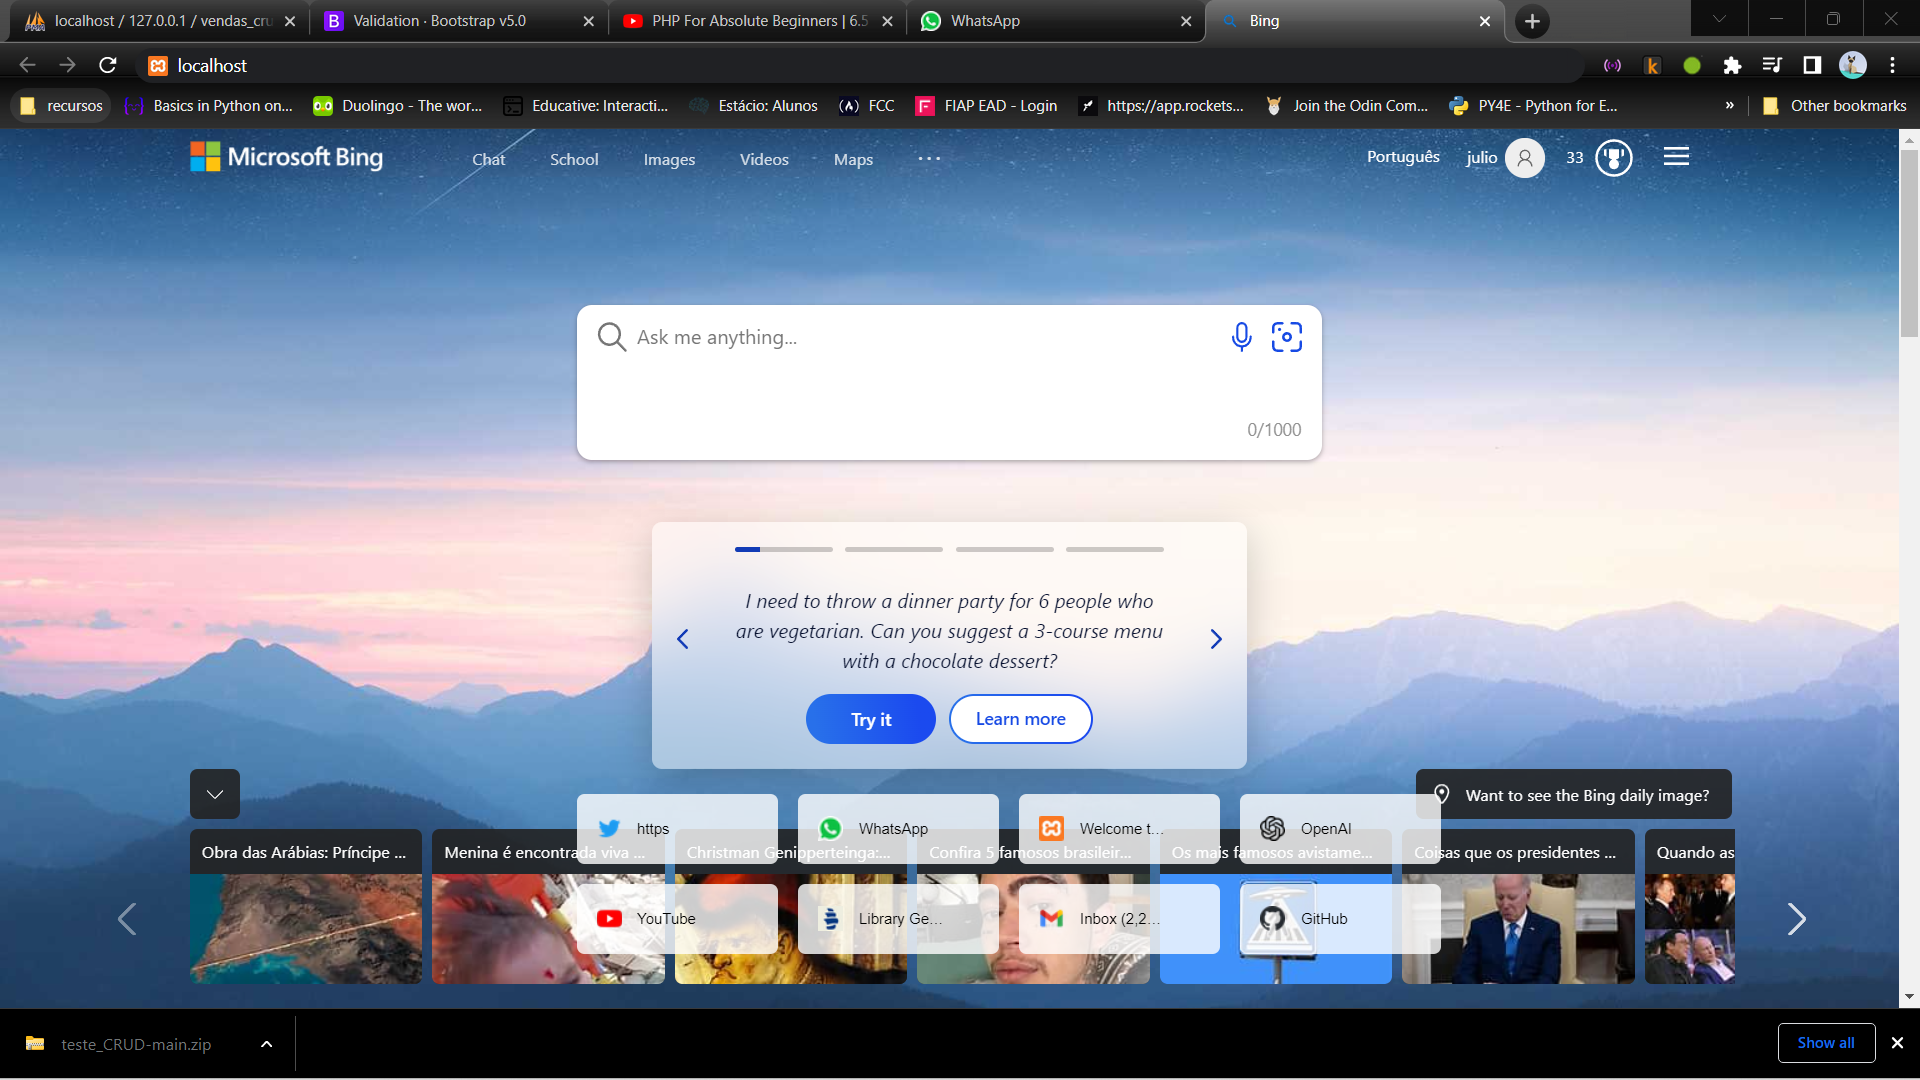 localhost / 127.0.0.1 / vendas_cru
Validation · Bootstrap v5.0
PHP For Absolute Beginners | 6.5
WhatsApp
Bing
localhost
recursos
Basics in Python on...
Duolingo - The wor...
Educative: Interacti...
Estácio: Alunos
FCC
FIAP EAD - Login
https://app.rockets...
Join the Odin Com...
PY4E - Python for E...
»
Other bookmarks
Microsoft Bing
Chat
School
Images
Videos
Maps
Português
julio
33
Ask me anything...
0/1000
I need to throw a dinner party for 6 people who
are vegetarian. Can you suggest a 3-course menu
with a chocolate dessert?
Try it
Learn more
Want to see the Bing daily image?
https
WhatsApp
Welcome t...
OpenAI
Obra das Arábias: Príncipe ...
Menina é encontrada viva ...
Christman Genipperteinga:...
Confira 5 famosos brasileir...
Os mais famosos avistame...
Coisas que os presidentes ...
Quando as
YouTube
Library Ge...
Inbox (2,2...
GitHub
teste_CRUD-main.zip
Show all